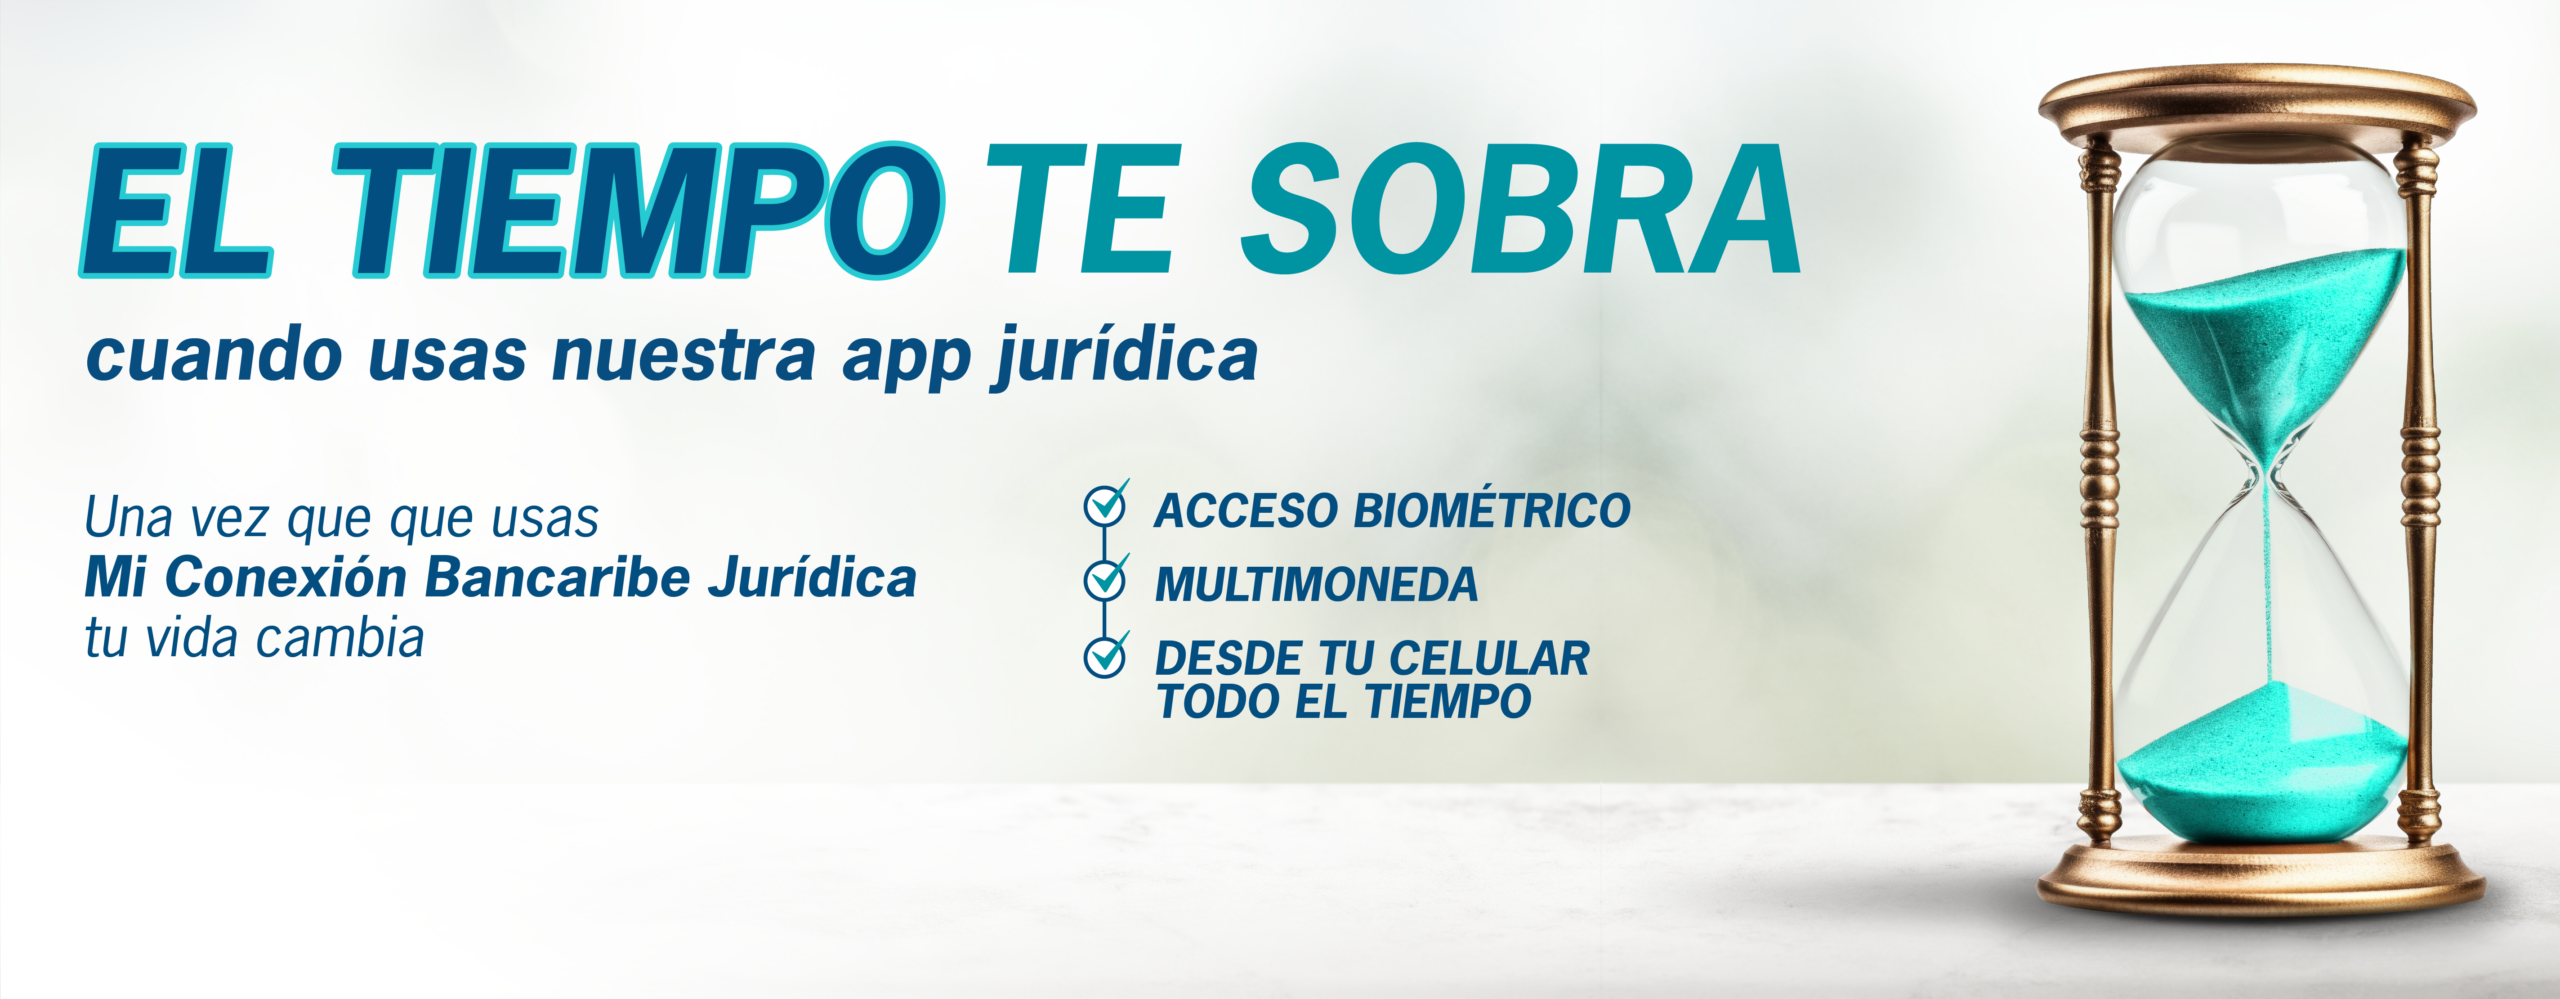 EL TIEMPO TE SOBRA
cuando usas nuestra app jurídica
Una vez que que usas
Mi Conexión Bancaribe Jurídica
tu vida cambia
ACCESO BIOMÉTRICO
MULTIMONEDA
DESDE TU CELULAR
TODO EL TIEMPO